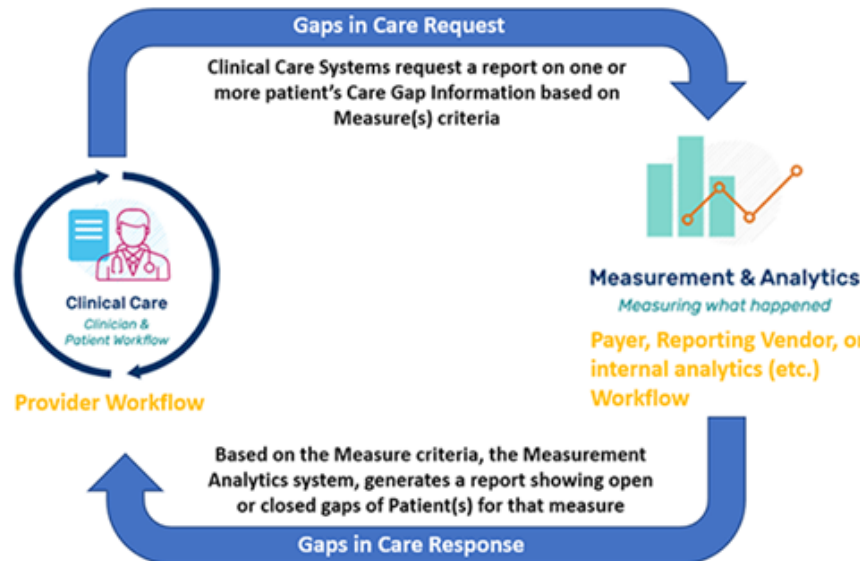 Gaps in Care Request
Clinical Care Systems request a report on one or
more patient's Care Gap Information based on
Measure(s) criteria
Clinical Care
Clinician &
Patient Workflow
Provider Workflow
Measurement & Analytics
Measuring what happened
Payer, Reporting Vendor, or
internal analytics (etc.)
Workflow
Based on the Measure criteria, the Measurement
Analytics system, generates a report showing open
or closed gaps of Patient(s) for that measure
Gaps in Care Response